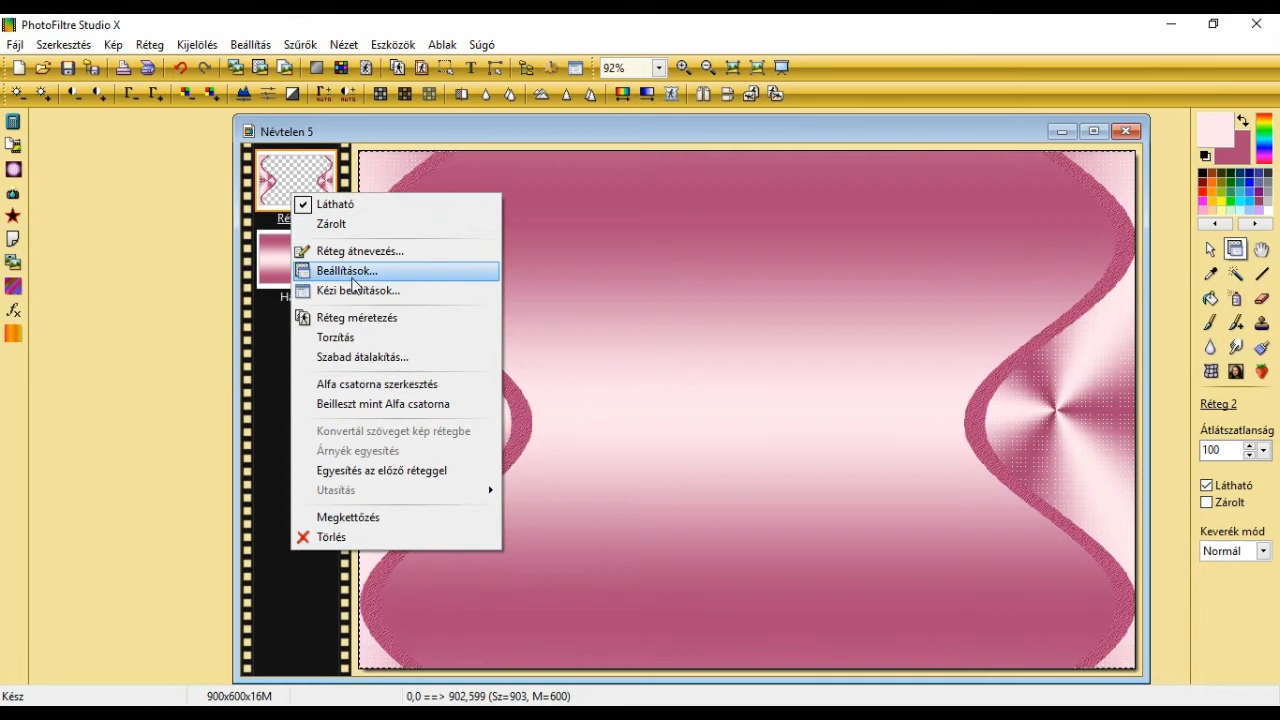 PhotoFiltre Studio X
Fájl Szerkesztés Kép Réteg Kijelölés Beállítás Szűrők Nézet Eszközök Ablak Súgó
92%
Névtelen 5
Látható
Zárolt
Réteg átnevezés...
Beállítások...
Kézi beállítások...
Réteg méretezés
Torzítás
Szabad átalakítás...
Alfa csatorna szerkesztés
Beilleszt mint Alfa csatorna
Konvertál szöveget kép rétegbe
Árnyék egyesítés
Egyesítés az előző réteggel
Utasítás
Megkettőzés
Törlés
Réteg 2
Átlátszatlanság
100
Látható
Zárolt
Keverék mód
Normál
Kész 900x600x16M 0,0 ==> 902,599 (Sz=903, M=600)